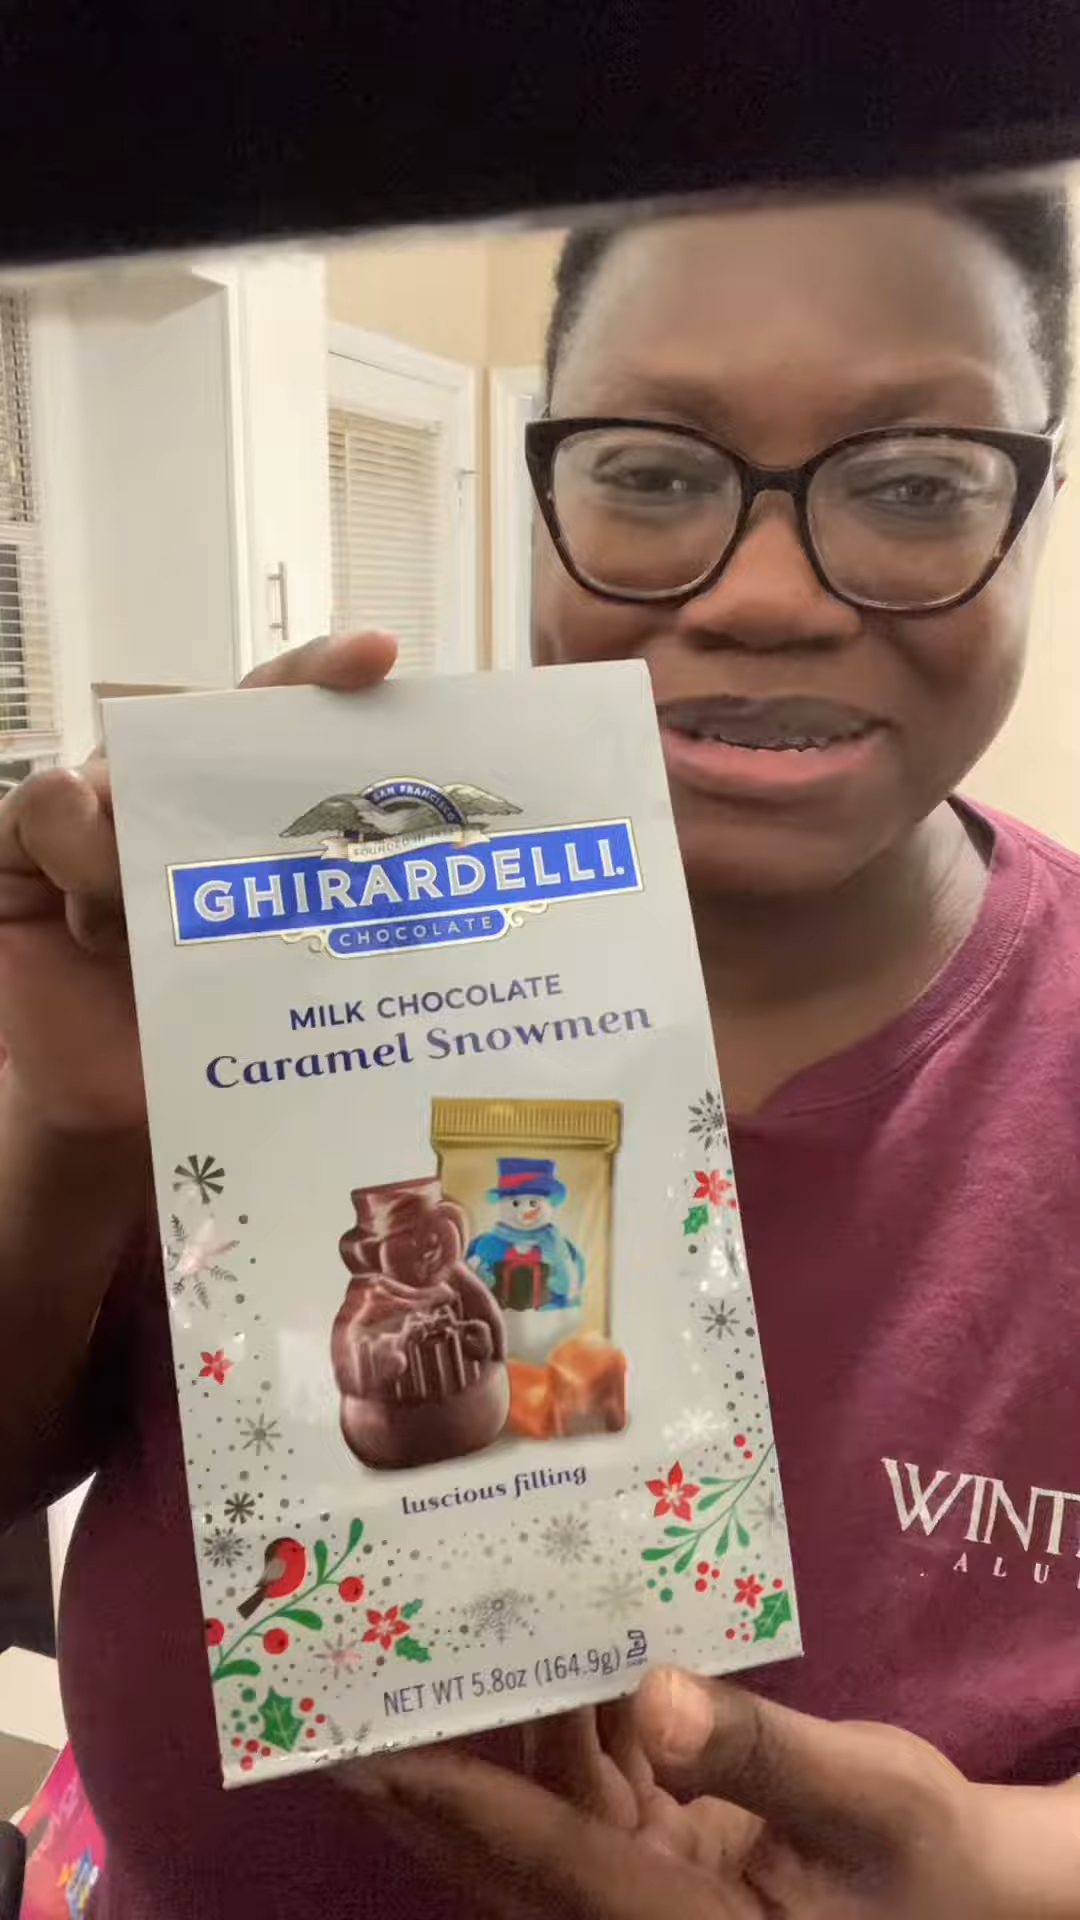 SAN FRANCISCO
FOUNDED IN 1852
GHIRARDELLI.
CHOCOLATE
MILK CHOCOLATE
Caramel Snowmen
luscious filling
NET WT 5.8oz (164.9g)
WINT
ALU